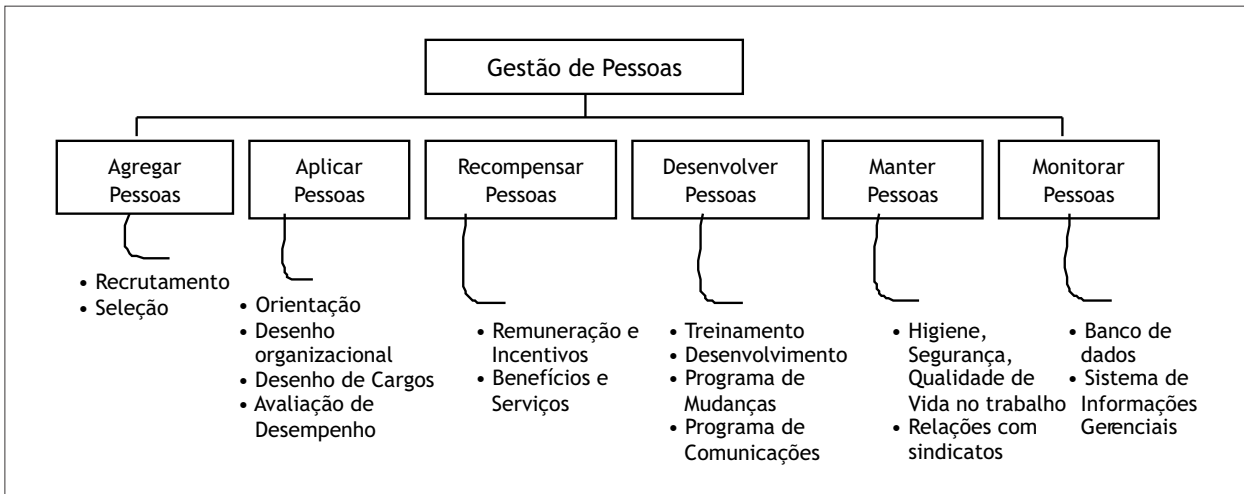 Gestão de Pessoas
Agregar
Pessoas
Aplicar
Pessoas
Recompensar
Pessoas
Desenvolver
Pessoas
Manter
Pessoas
Monitorar
Pessoas
• Recrutamento
• Seleção
• Orientação
• Desenho
organizacional
• Desenho de Cargos
• Avaliação de
Desempenho
• Remuneração e
Incentivos
• Benefícios e
Serviços
• Treinamento
• Desenvolvimento
• Programa de
Mudanças
• Programa de
Comunicações
• Higiene,
Segurança,
Qualidade de
Vida no trabalho
• Relações com
sindicatos
• Banco de
dados
• Sistema de
Informações
Gerenciais